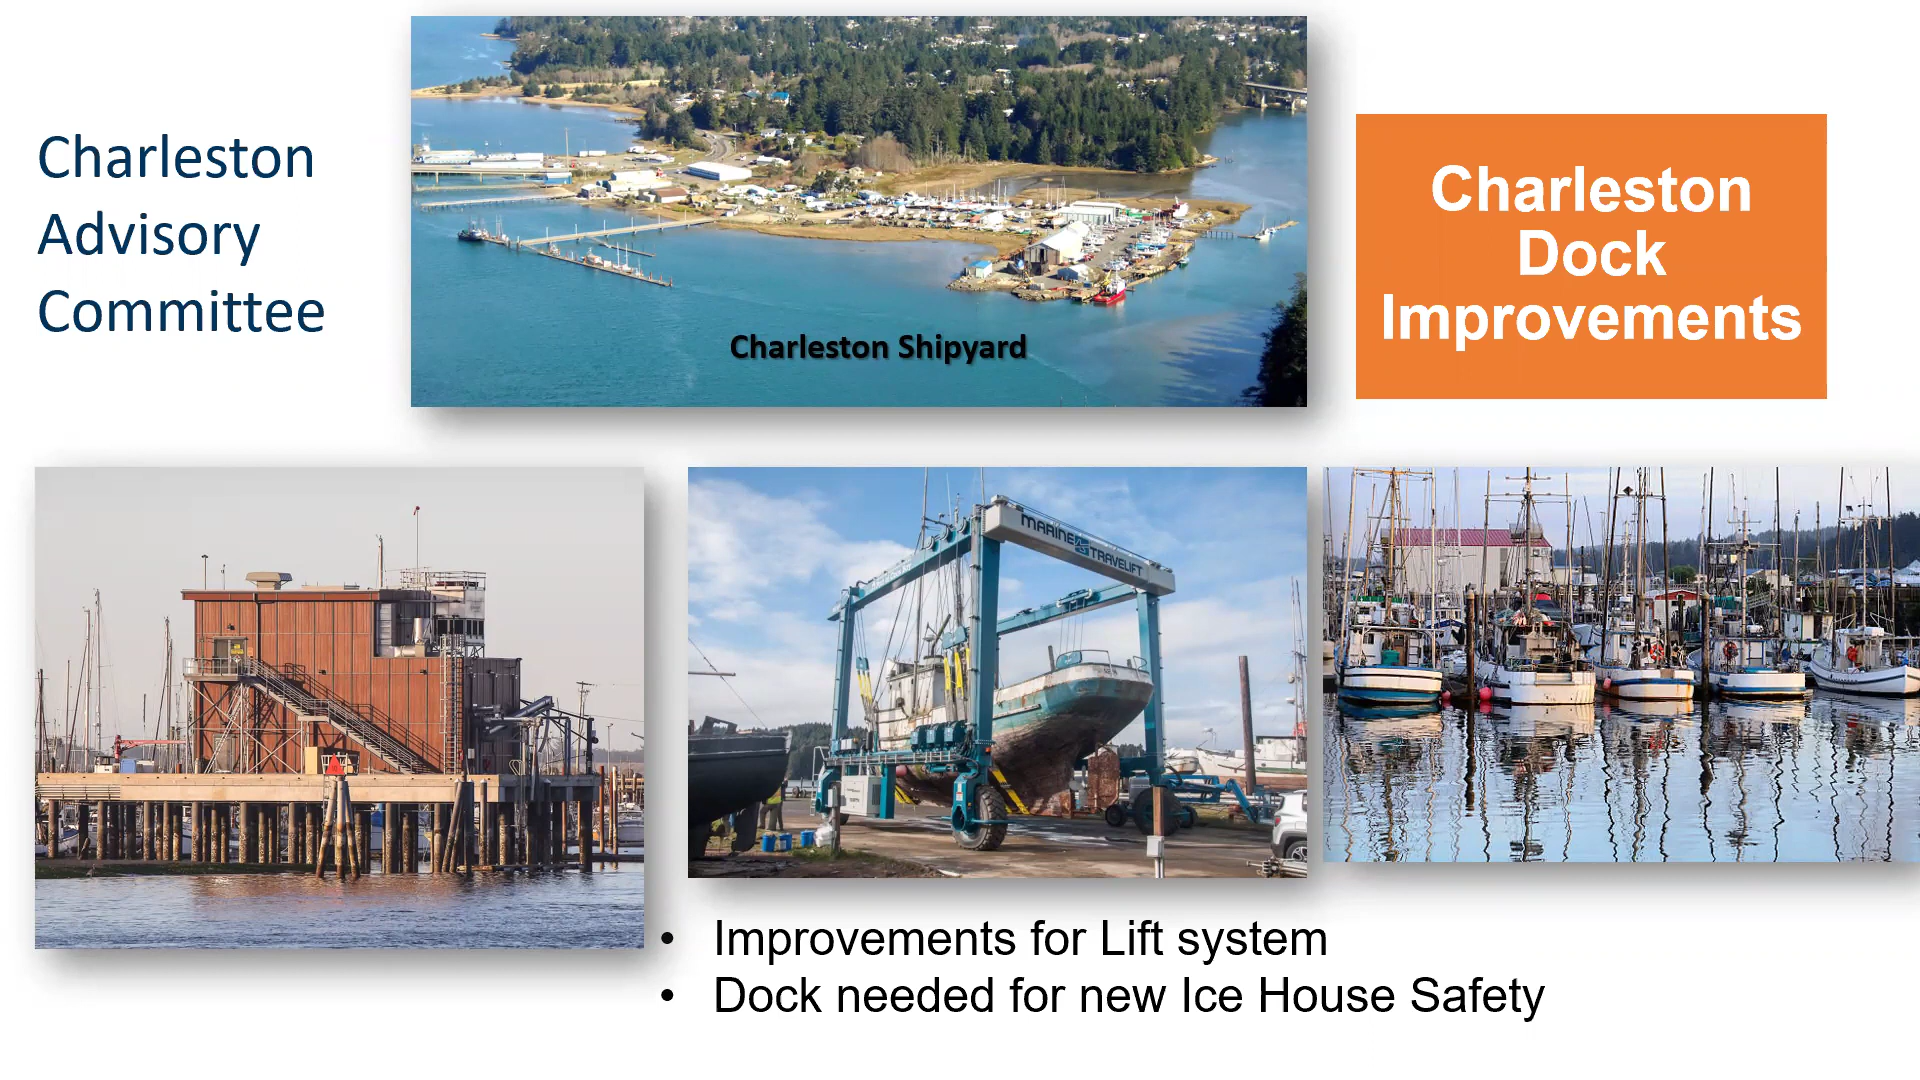 Charleston
Advisory
Committee
Charleston Shipyard
Charleston
Dock
Improvements
MARINE TRAVELIFT
• Improvements for Lift system
• Dock needed for new Ice House Safety